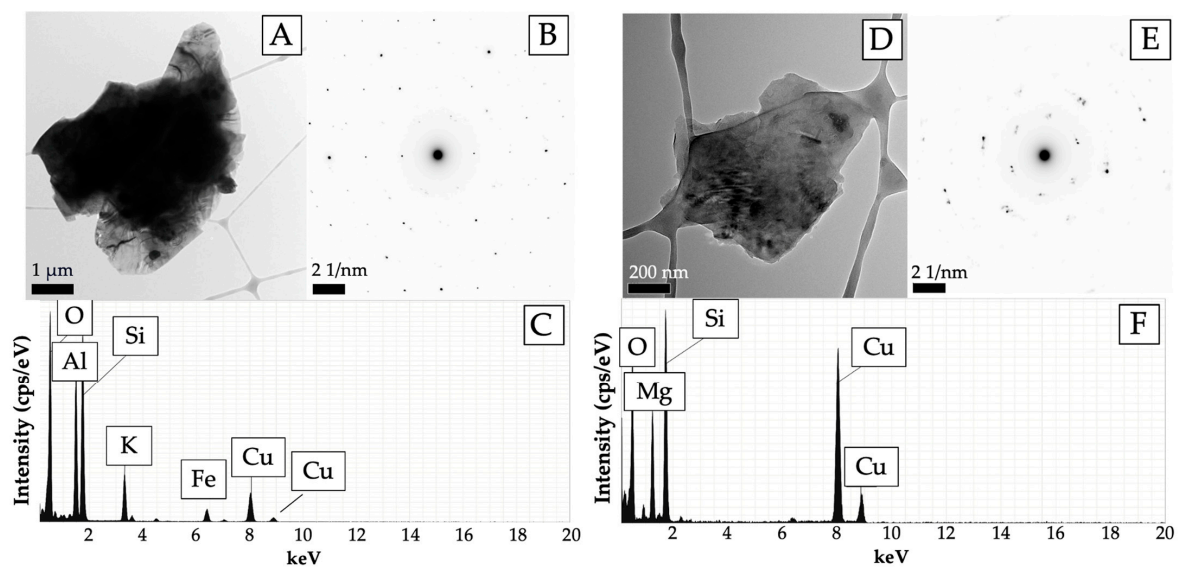 A
B
1 µm
2 1/nm
D
E
200 nm
2 1/nm
C
O
Al
Si
K
Fe
Cu
Cu
Intensity (cps/eV)
2 4 6 8 10 12 14 16 18 20
keV
F
O
Mg
Si
Cu
Cu
Intensity (cps/eV)
2 4 6 8 10 12 14 16 18 20
keV